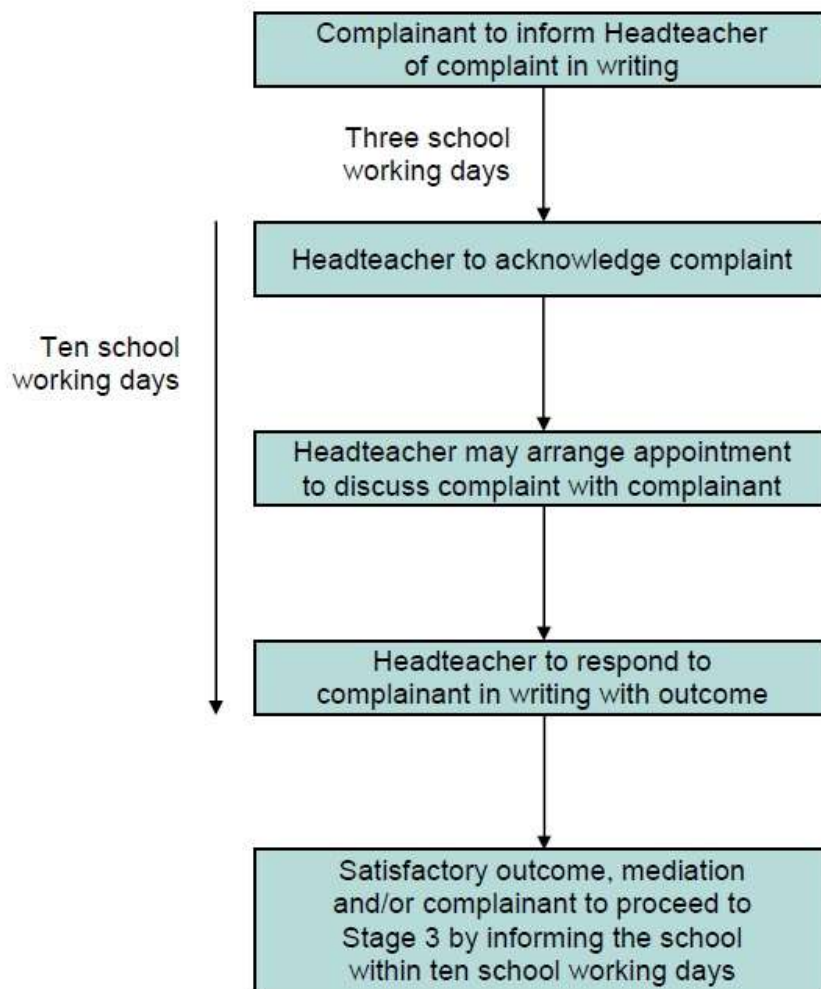 Complainant to inform Headteacher
of complaint in writing
Three school
working days
Headteacher to acknowledge complaint
Ten school
working days
Headteacher may arrange appointment
to discuss complaint with complainant
Headteacher to respond to
complainant in writing with outcome
Satisfactory outcome, mediation
and/or complainant to proceed to
Stage 3 by informing the school
within ten school working days